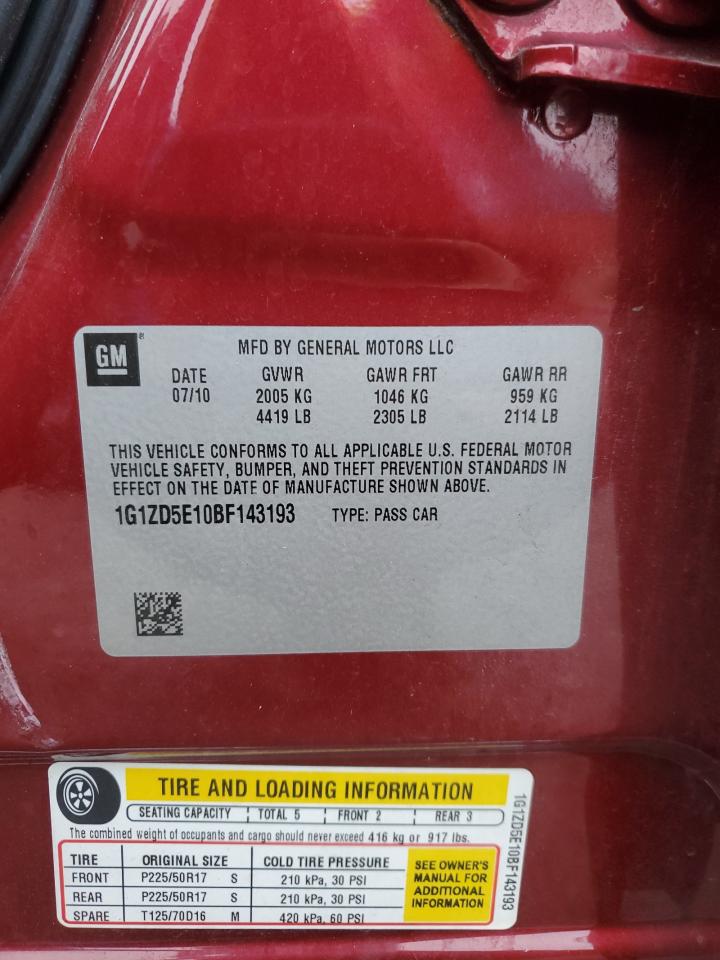 GM ®
MFD BY GENERAL MOTORS LLC
DATE GVWR GAWR FRT GAWR RR
07/10 2005 KG 1046 KG 959 KG
4419 LB 2305 LB 2114 LB
THIS VEHICLE CONFORMS TO ALL APPLICABLE U.S. FEDERAL MOTOR
VEHICLE SAFETY, BUMPER, AND THEFT PREVENTION STANDARDS IN
EFFECT ON THE DATE OF MANUFACTURE SHOWN ABOVE.
1G1ZD5E10BF143193 TYPE: PASS CAR
TIRE AND LOADING INFORMATION
SEATING CAPACITY TOTAL 5 FRONT 2 REAR 3
The combined weight of occupants and cargo should never exceed 416 kg or 917 lbs.
TIRE ORIGINAL SIZE COLD TIRE PRESSURE
FRONT P225/50R17 S 210 kPa, 30 PSI
REAR P225/50R17 S 210 kPa, 30 PSI
SPARE T125/70D16 M 420 kPa, 60 PSI
SEE OWNER'S
MANUAL FOR
ADDITIONAL
INFORMATION
1G1ZD5E10BF143193